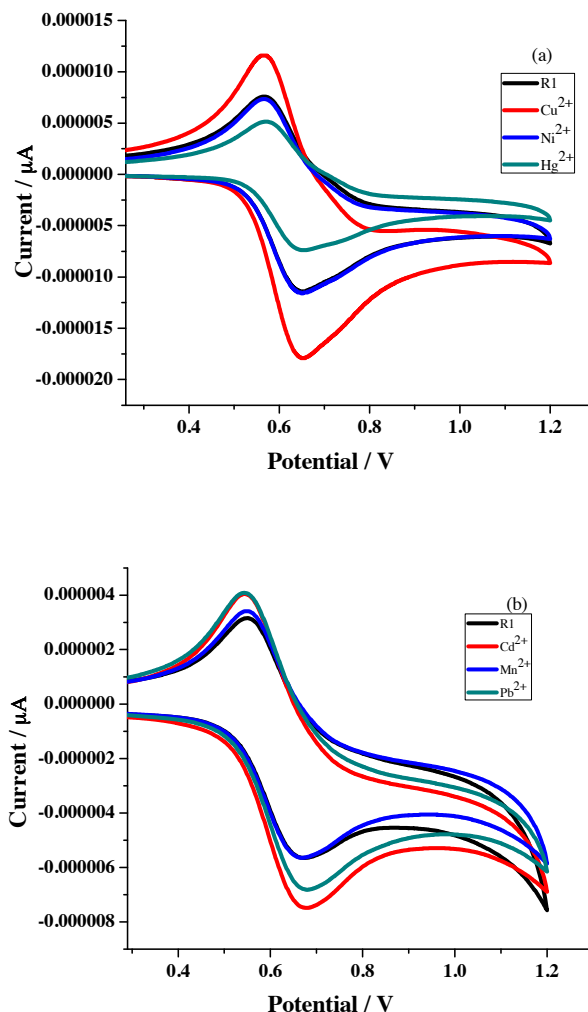 (a)
R1
Cu2+
Ni2+
Hg2+
0.000015
0.000010
0.000005
0.000000
-0.000005
-0.000010
-0.000015
-0.000020
Current / μA
0.4
0.6
0.8
1.0
1.2
Potential / V
(b)
R1
Cd2+
Mn2+
Pb2+
0.000004
0.000002
0.000000
-0.000002
-0.000004
-0.000006
-0.000008
Current / μA
0.4
0.6
0.8
1.0
1.2
Potential / V